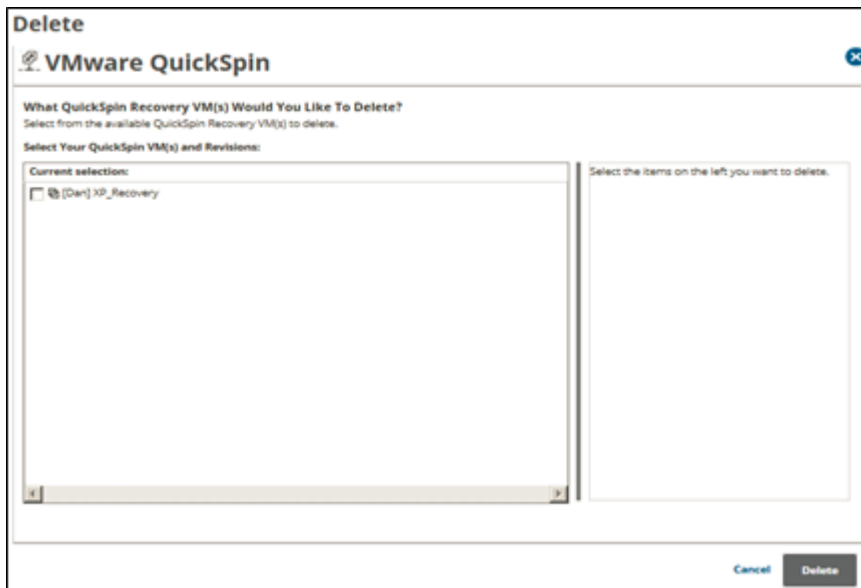 Delete
VMware QuickSpin
What QuickSpin Recovery VM(s) Would You Like To Delete?
Select from the available QuickSpin Recovery VM(s) to delete.
Select Your QuickSpin VM(s) and Revisions:
Current selection:
[Dan] XP_Recovery
Select the items on the left you want to delete.
Cancel
Delete